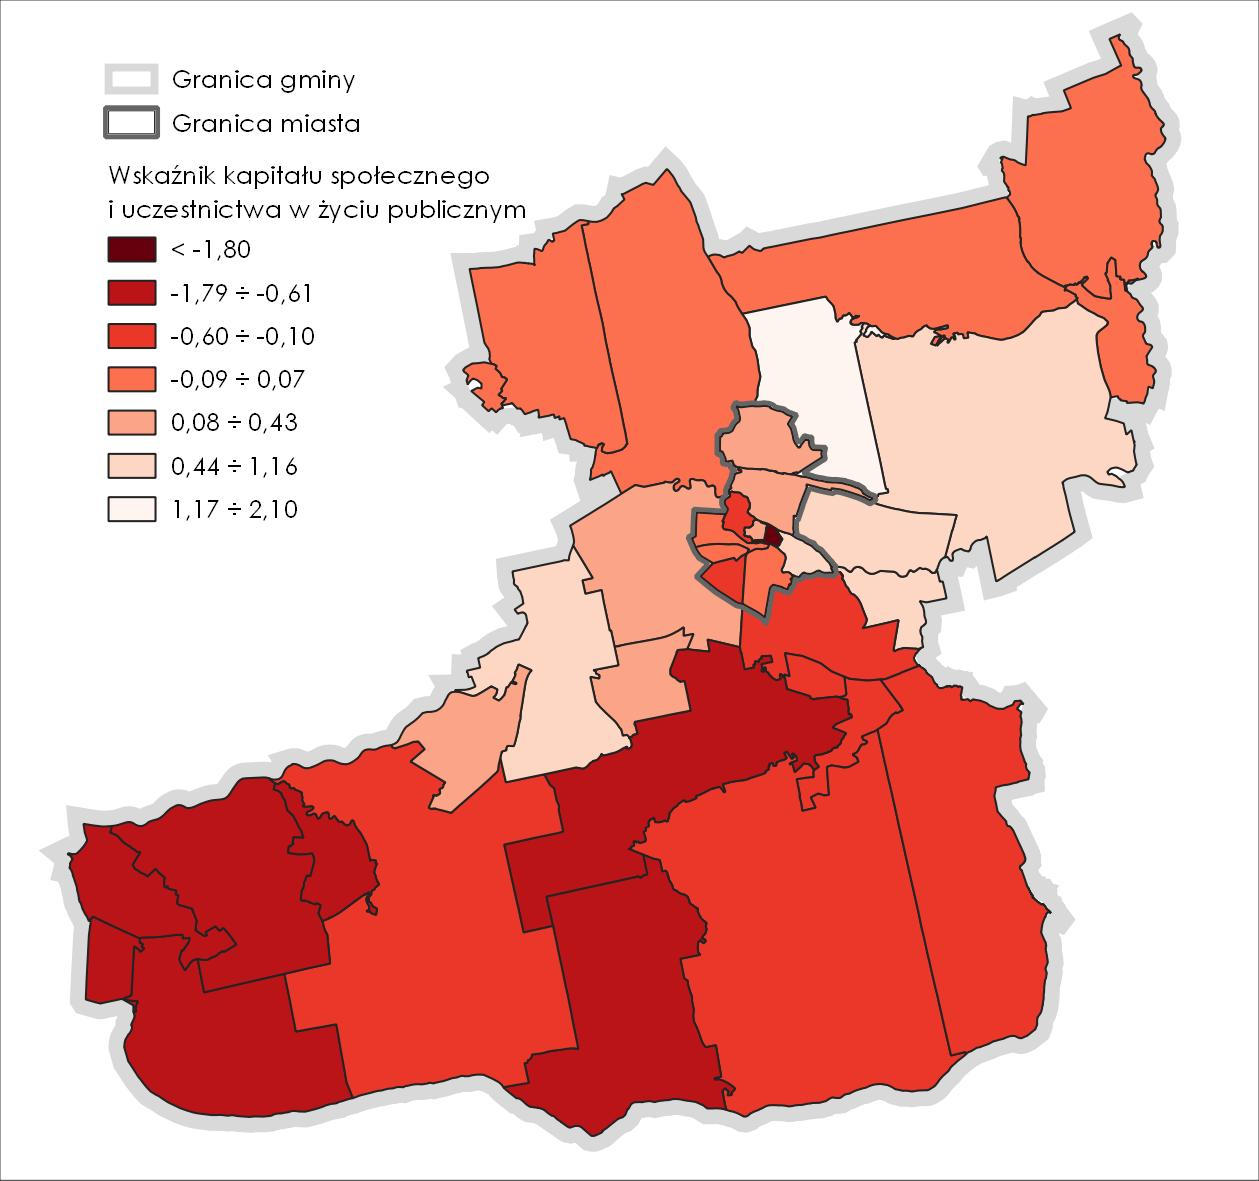 Granica gminy
Granica miasta
Wskaźnik kapitału społecznego
i uczestnictwa w życiu publicznym
< -1,80
-1,79 ÷ -0,61
-0,60 ÷ -0,10
-0,09 ÷ 0,07
0,08 ÷ 0,43
0,44 ÷ 1,16
1,17 ÷ 2,10